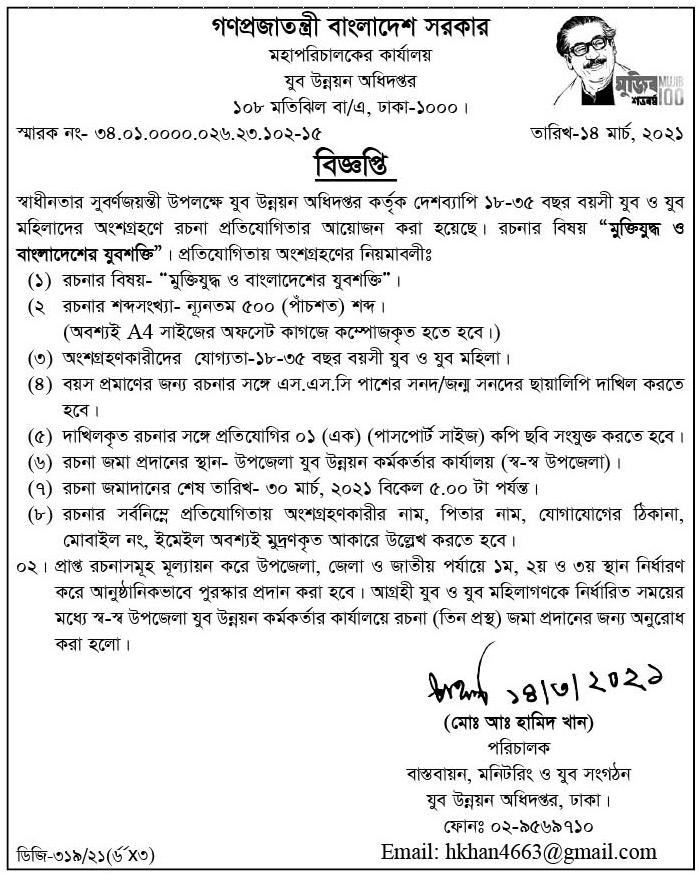 গণপ্রজাতন্ত্রী বাংলাদেশ সরকার
মহাপরিচালকের কার্যালয়
যুব উন্নয়ন অধিদপ্তর
১০৮ মতিঝিল বা/এ, ঢাকা-১০০০।
মুজিব MUJIB
শতবর্ষ 100
স্মারক নং- ৩৪.০১.০০০০.০২৬.২৩.১০২-১৫ তারিখ-১৪ মার্চ, ২০২১
বিজ্ঞপ্তি
স্বাধীনতার সুবর্ণজয়ন্তী উপলক্ষে যুব উন্নয়ন অধিদপ্তর কর্তৃক দেশব্যাপি ১৮-৩৫ বছর বয়সী যুব ও যুব
মহিলাদের অংশগ্রহণে রচনা প্রতিযোগিতার আয়োজন করা হয়েছে। রচনার বিষয় “মুক্তিযুদ্ধ ও
বাংলাদেশের যুবশক্তি”। প্রতিযোগিতায় অংশগ্রহণের নিয়মাবলীঃ
(১) রচনার বিষয়- “মুক্তিযুদ্ধ ও বাংলাদেশের যুবশক্তি”।
(২ রচনার শব্দসংখ্যা- ন্যূনতম ৫০০ (পাঁচশত) শব্দ।
(অবশ্যই A4 সাইজের অফসেট কাগজে কম্পোজকৃত হতে হবে।)
(৩) অংশগ্রহণকারীদের যোগ্যতা-১৮-৩৫ বছর বয়সী যুব ও যুব মহিলা।
(৪) বয়স প্রমাণের জন্য রচনার সঙ্গে এস.এস.সি পাশের সনদ/জন্ম সনদের ছায়ালিপি দাখিল করতে
হবে।
(৫) দাখিলকৃত রচনার সঙ্গে প্রতিযোগির ০১ (এক) (পাসপোর্ট সাইজ) কপি ছবি সংযুক্ত করতে হবে।
(৬) রচনা জমা প্রদানের স্থান- উপজেলা যুব উন্নয়ন কর্মকর্তার কার্যালয় (স্ব-স্ব উপজেলা)।
(৭) রচনা জমাদানের শেষ তারিখ- ৩০ মার্চ, ২০২১ বিকেল ৫.০০ টা পর্যন্ত।
(৮) রচনার সর্বনিম্নে প্রতিযোগিতায় অংশগ্রহণকারীর নাম, পিতার নাম, যোগাযোগের ঠিকানা,
মোবাইল নং, ইমেইল অবশ্যই মুদ্রণকৃত আকারে উল্লেখ করতে হবে।
০২। প্রাপ্ত রচনাসমূহ মূল্যায়ন করে উপজেলা, জেলা ও জাতীয় পর্যায়ে ১ম, ২য় ও ৩য় স্থান নির্ধারণ
করে আনুষ্ঠানিকভাবে পুরস্কার প্রদান করা হবে। আগ্রহী যুব ও যুব মহিলাগণকে নির্ধারিত সময়ের
মধ্যে স্ব-স্ব উপজেলা যুব উন্নয়ন কর্মকর্তার কার্যালয়ে রচনা (তিন প্রস্থ) জমা প্রদানের জন্য অনুরোধ
করা হলো।
১৪/৩/২০২১
(মোঃ আঃ হামিদ খান)
পরিচালক
বাস্তবায়ন, মনিটরিং ও যুব সংগঠন
যুব উন্নয়ন অধিদপ্তর, ঢাকা।
ফোনঃ ০২-৯৫৬৯৭১০
Email: hkhan4663@gmail.com
ডিজি-৩১৯/২১(৬″X৩)